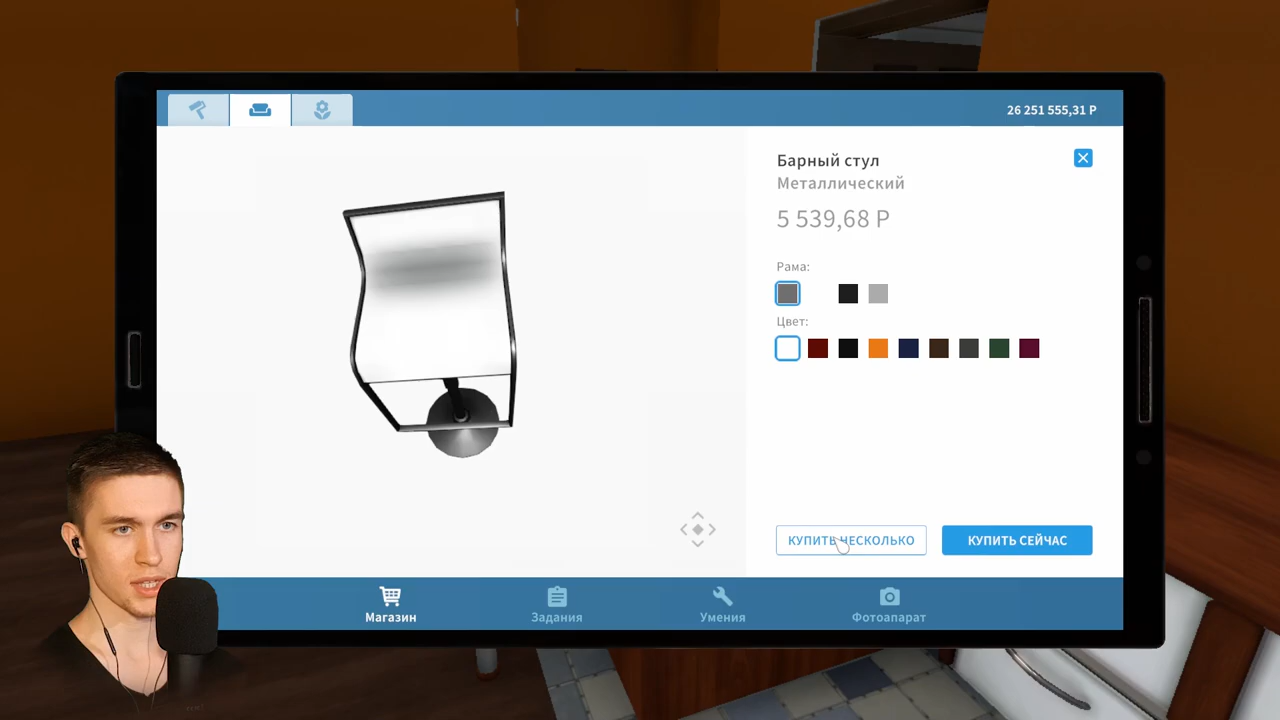 26 251 555,31 Р
Барный стул
Металлический
5 539,68 Р
Рама:
Цвет:
КУПИТЬ НЕСКОЛЬКО
КУПИТЬ СЕЙЧАС
Магазин
Задания
Умения
Фотоаппарат